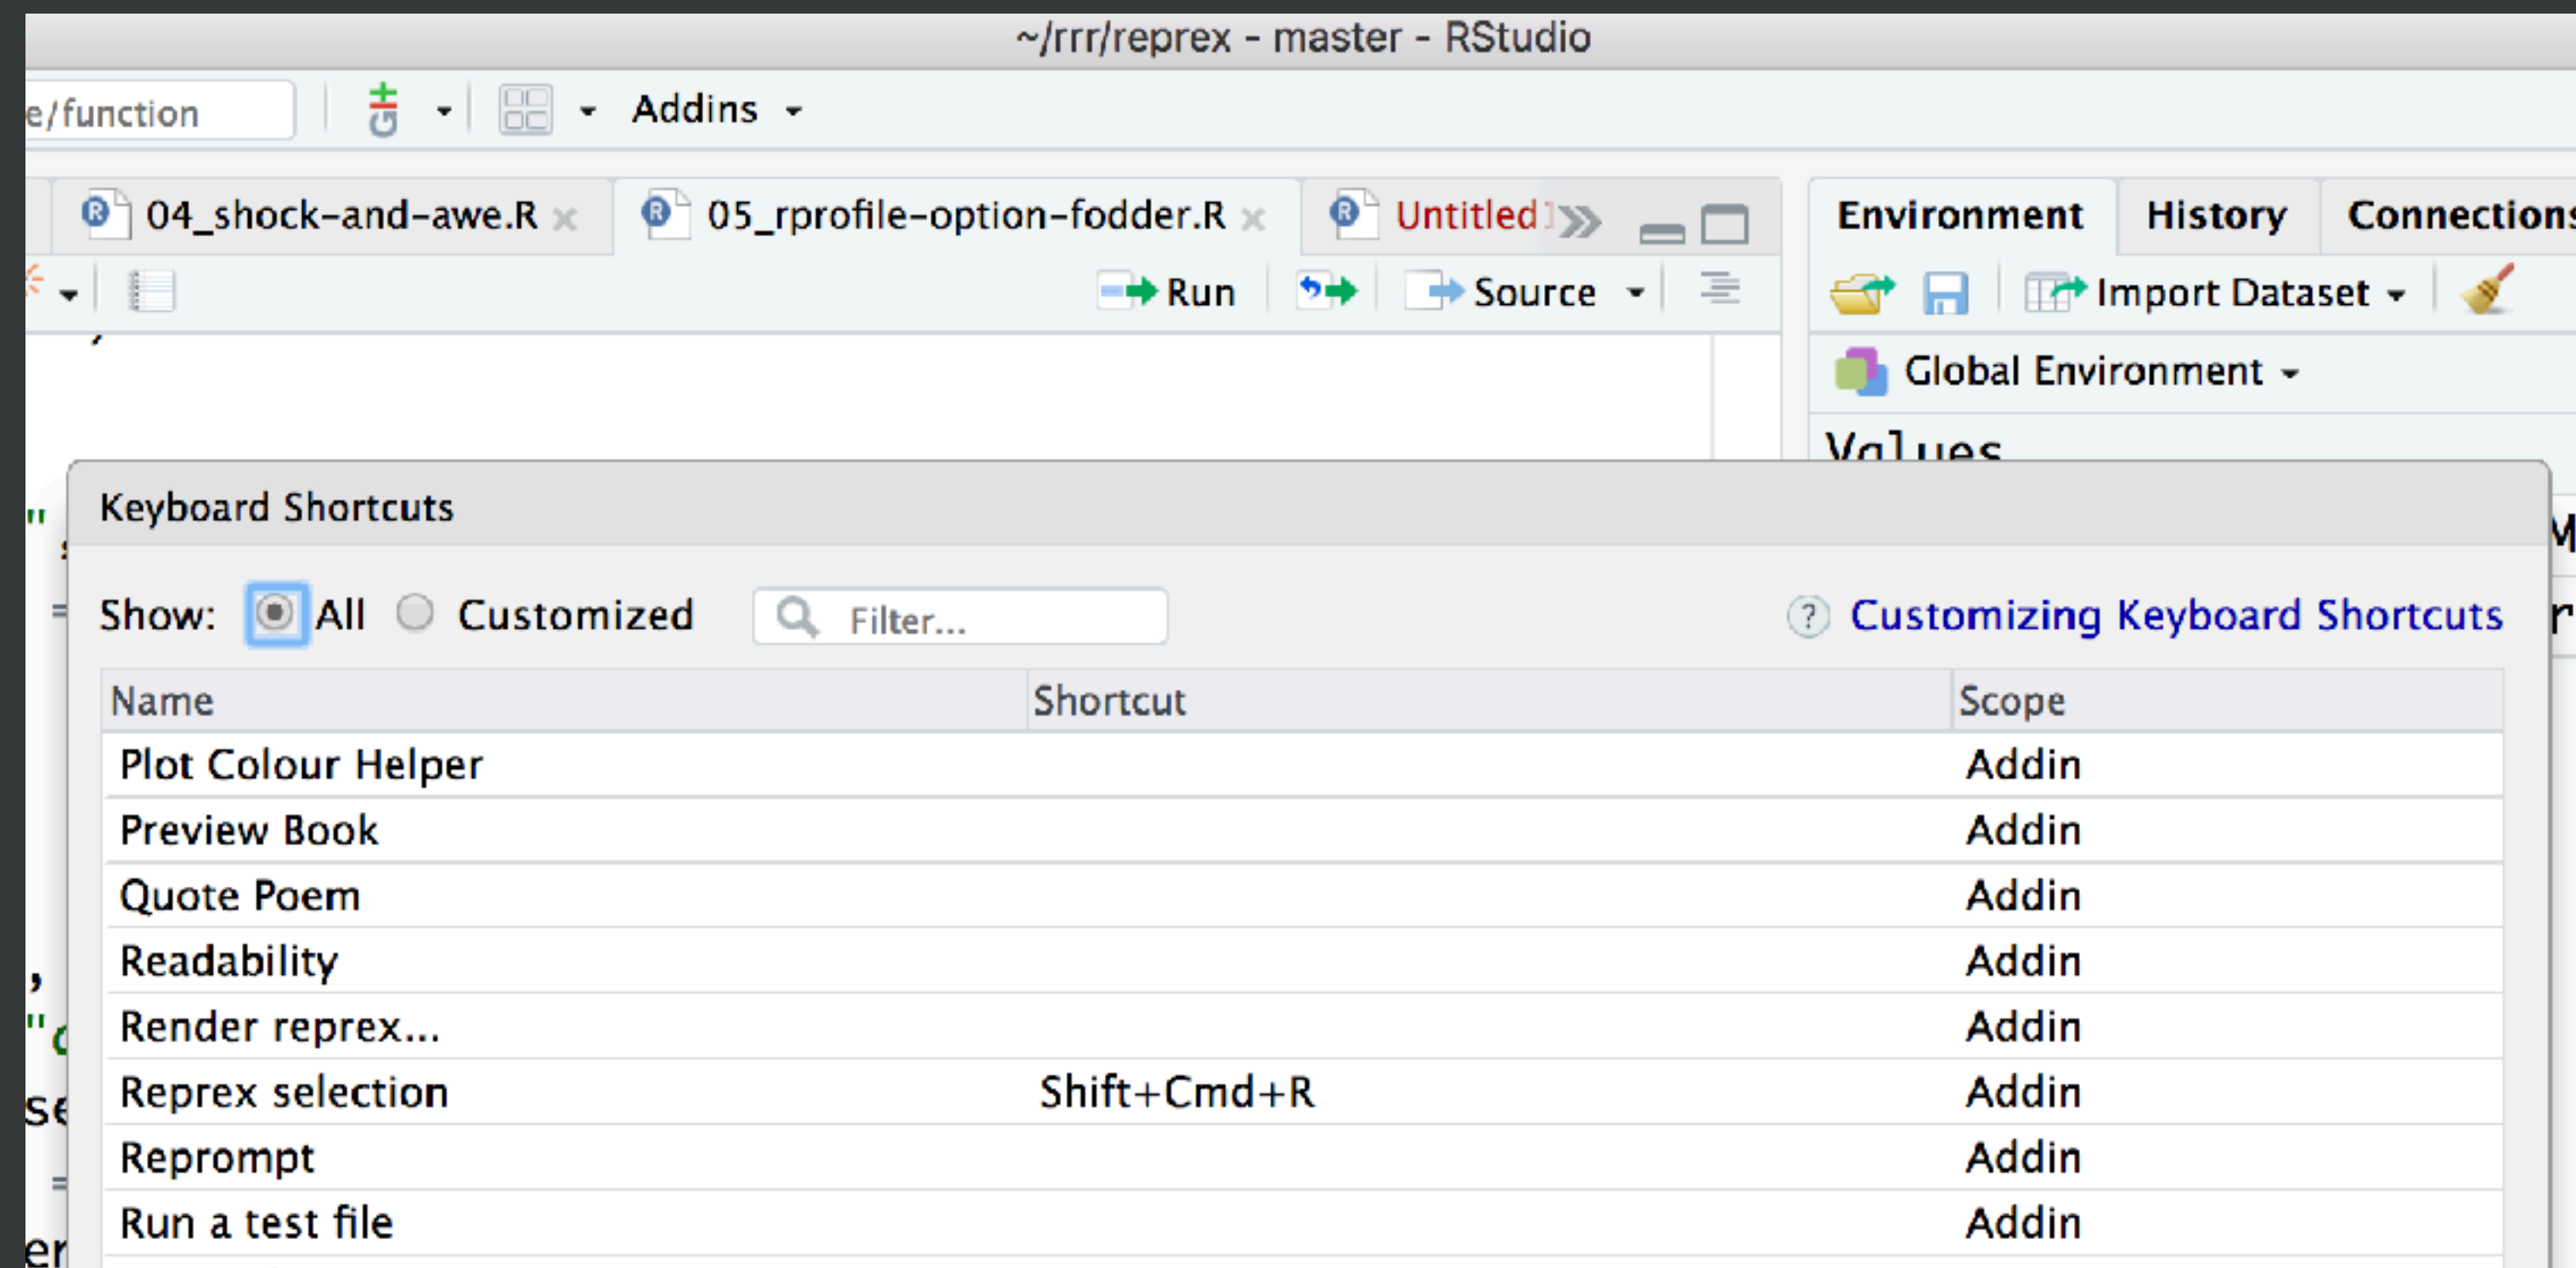 ~/rrr/reprex - master - RStudio
e/function Addins
04_shock-and-awe.R 05_rprofile-option-fodder.R Untitled Environment History Connections
Run Source Import Dataset
Global Environment
Values
Keyboard Shortcuts
Show: All Customized Filter... ? Customizing Keyboard Shortcuts
Name Shortcut Scope
Plot Colour Helper Addin
Preview Book Addin
Quote Poem Addin
Readability Addin
Render reprex... Addin
Reprex selection Shift+Cmd+R Addin
Reprompt Addin
Run a test file Addin